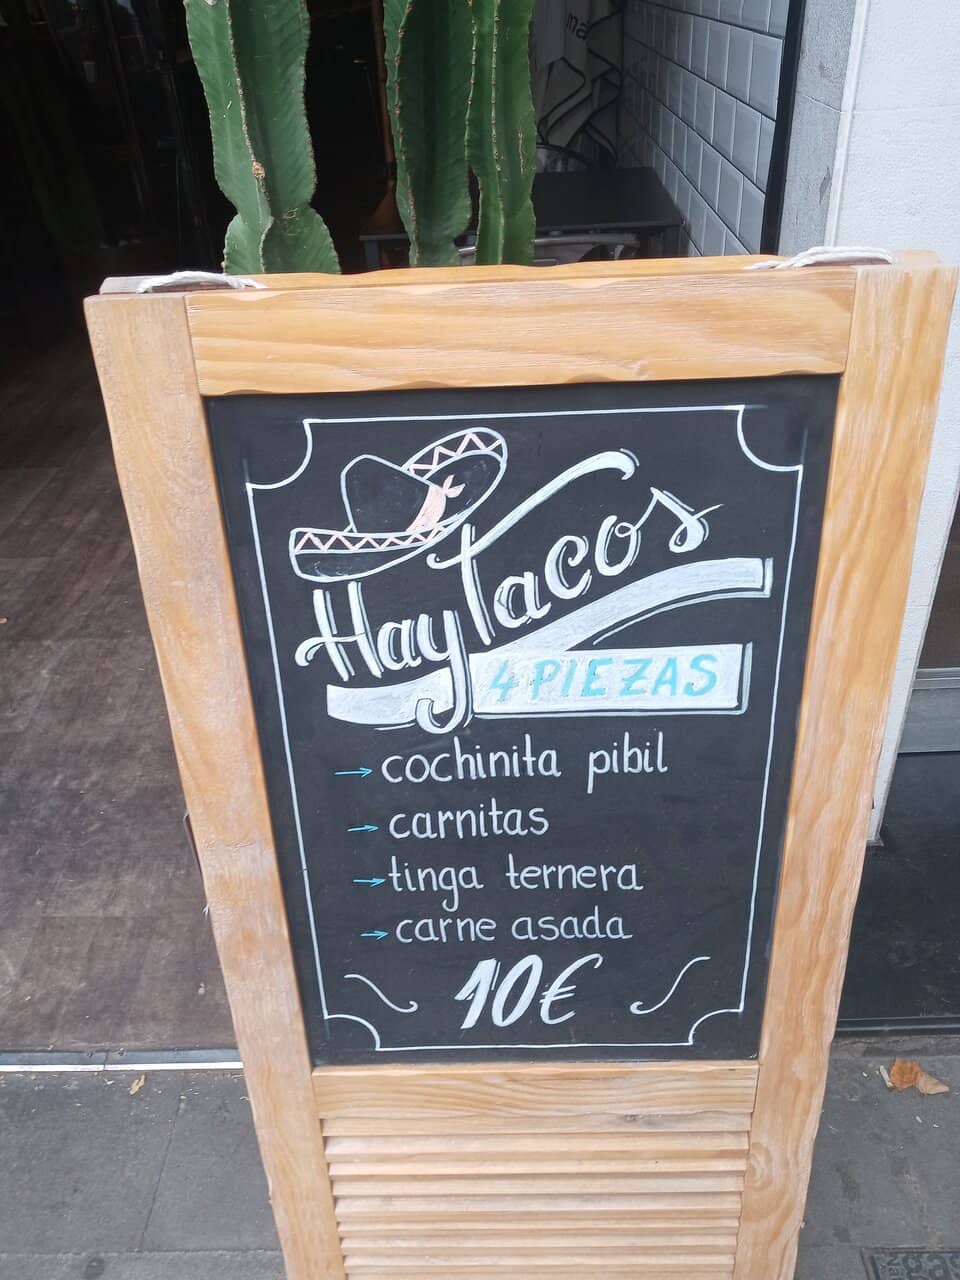 Hay Tacos
4 PIEZAS
→ cochinita pibil
→ carnitas
→ tinga ternera
→ carne asada
10€